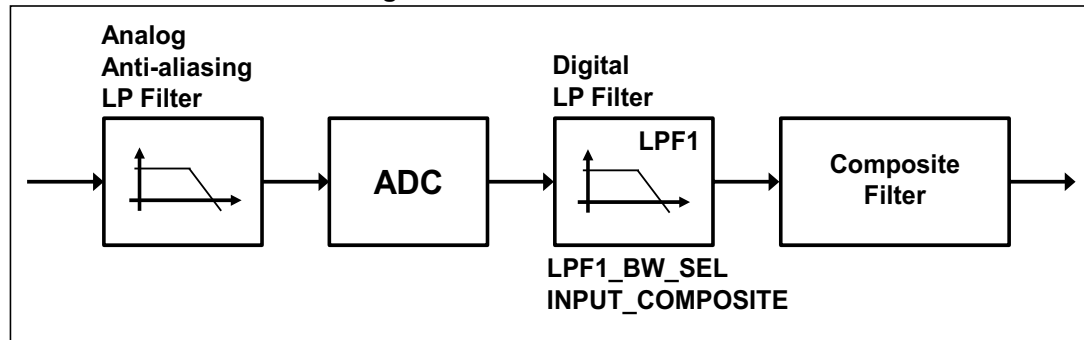 Analog
Anti-aliasing
LP Filter
ADC
Digital
LP Filter
LPF1
LPF1_BW_SEL
INPUT_COMPOSITE
Composite
Filter